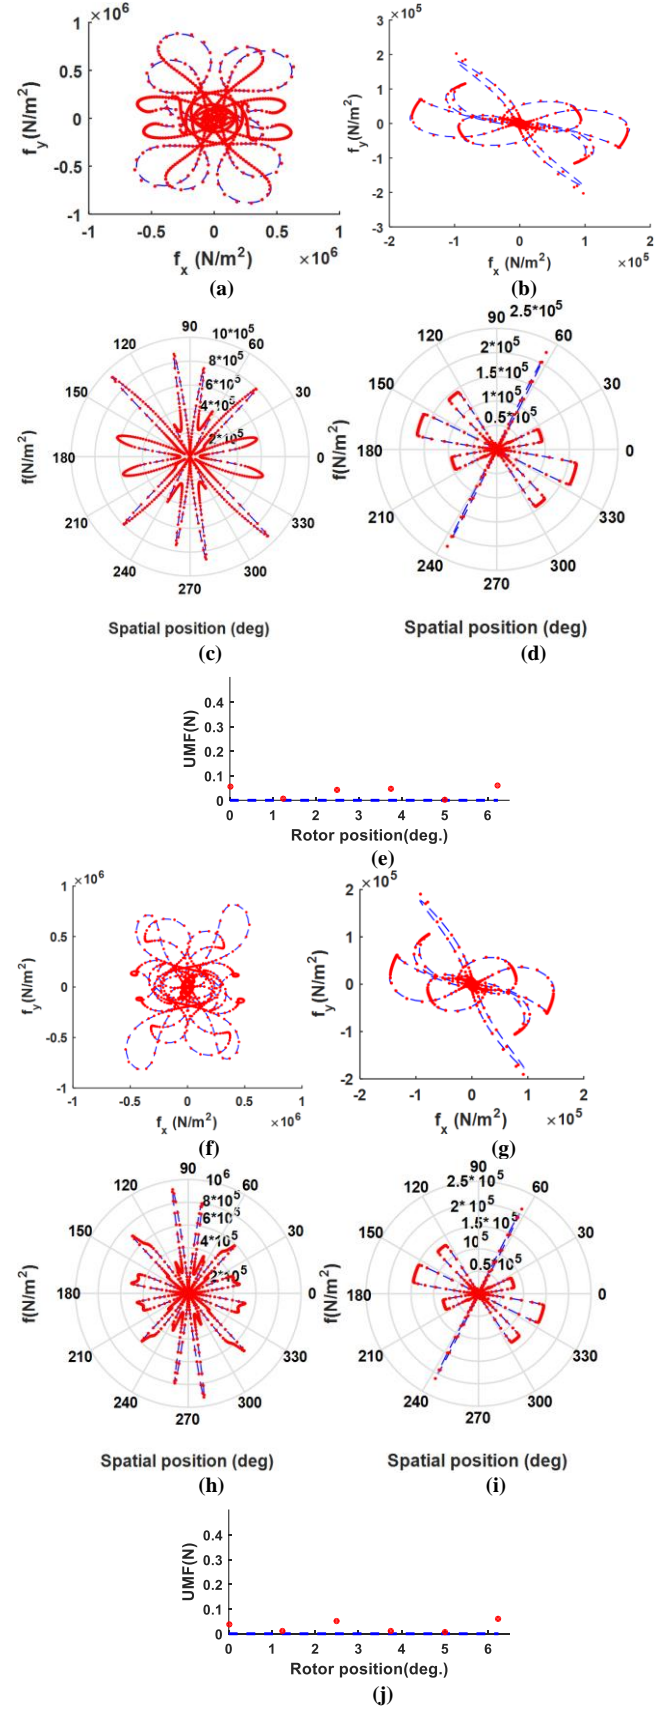 ×10⁶
1
0.5
0
-0.5
-1
f_y(N/m²)
-1 -0.5 0 0.5 1
f_x (N/m²) ×10⁶
(a)
×10⁵
3
2
1
0
-1
-2
-3
f_y(N/m²)
-2 -1 0 1 2
f_x (N/m²) ×10⁵
(b)
90 10*10⁵
120 60
8*10⁵
6*10⁵
150 30
4*10⁵
2*10⁵
180 0
210 330
240 300
270
f(N/m²)
Spatial position (deg)
(c)
90 2.5*10⁵
120 60
2*10⁵
1.5*10⁵
150 30
1*10⁵
0.5*10⁵
180 0
210 330
240 300
270
f(N/m²)
Spatial position (deg)
(d)
0.4
0.3
0.2
0.1
0
UMF(N)
0 1 2 3 4 5 6
Rotor position(deg.)
(e)
×10⁶
1
0.5
0
-0.5
-1
f_y(N/m²)
-1 -0.5 0 0.5 1
f_x (N/m²) ×10⁶
(f)
×10⁵
2
1
0
-1
-2
f_y(N/m²)
-2 -1 0 1 2
f_x (N/m²) ×10⁵
(g)
90 10⁶
120 60
8*10⁵
6*10⁵
150 30
4*10⁵
2*10⁵
180 0
210 330
240 300
270
f(N/m²)
Spatial position (deg)
(h)
90
2.5* 10⁵
120 60
2* 10⁵
1.5* 10⁵
150 30
10⁵
0.5*10⁵
180 0
210 330
240 300
270
f(N/m²)
Spatial position (deg)
(i)
0.4
0.3
0.2
0.1
0
UMF(N)
0 1 2 3 4 5 6
Rotor position(deg.)
(j)